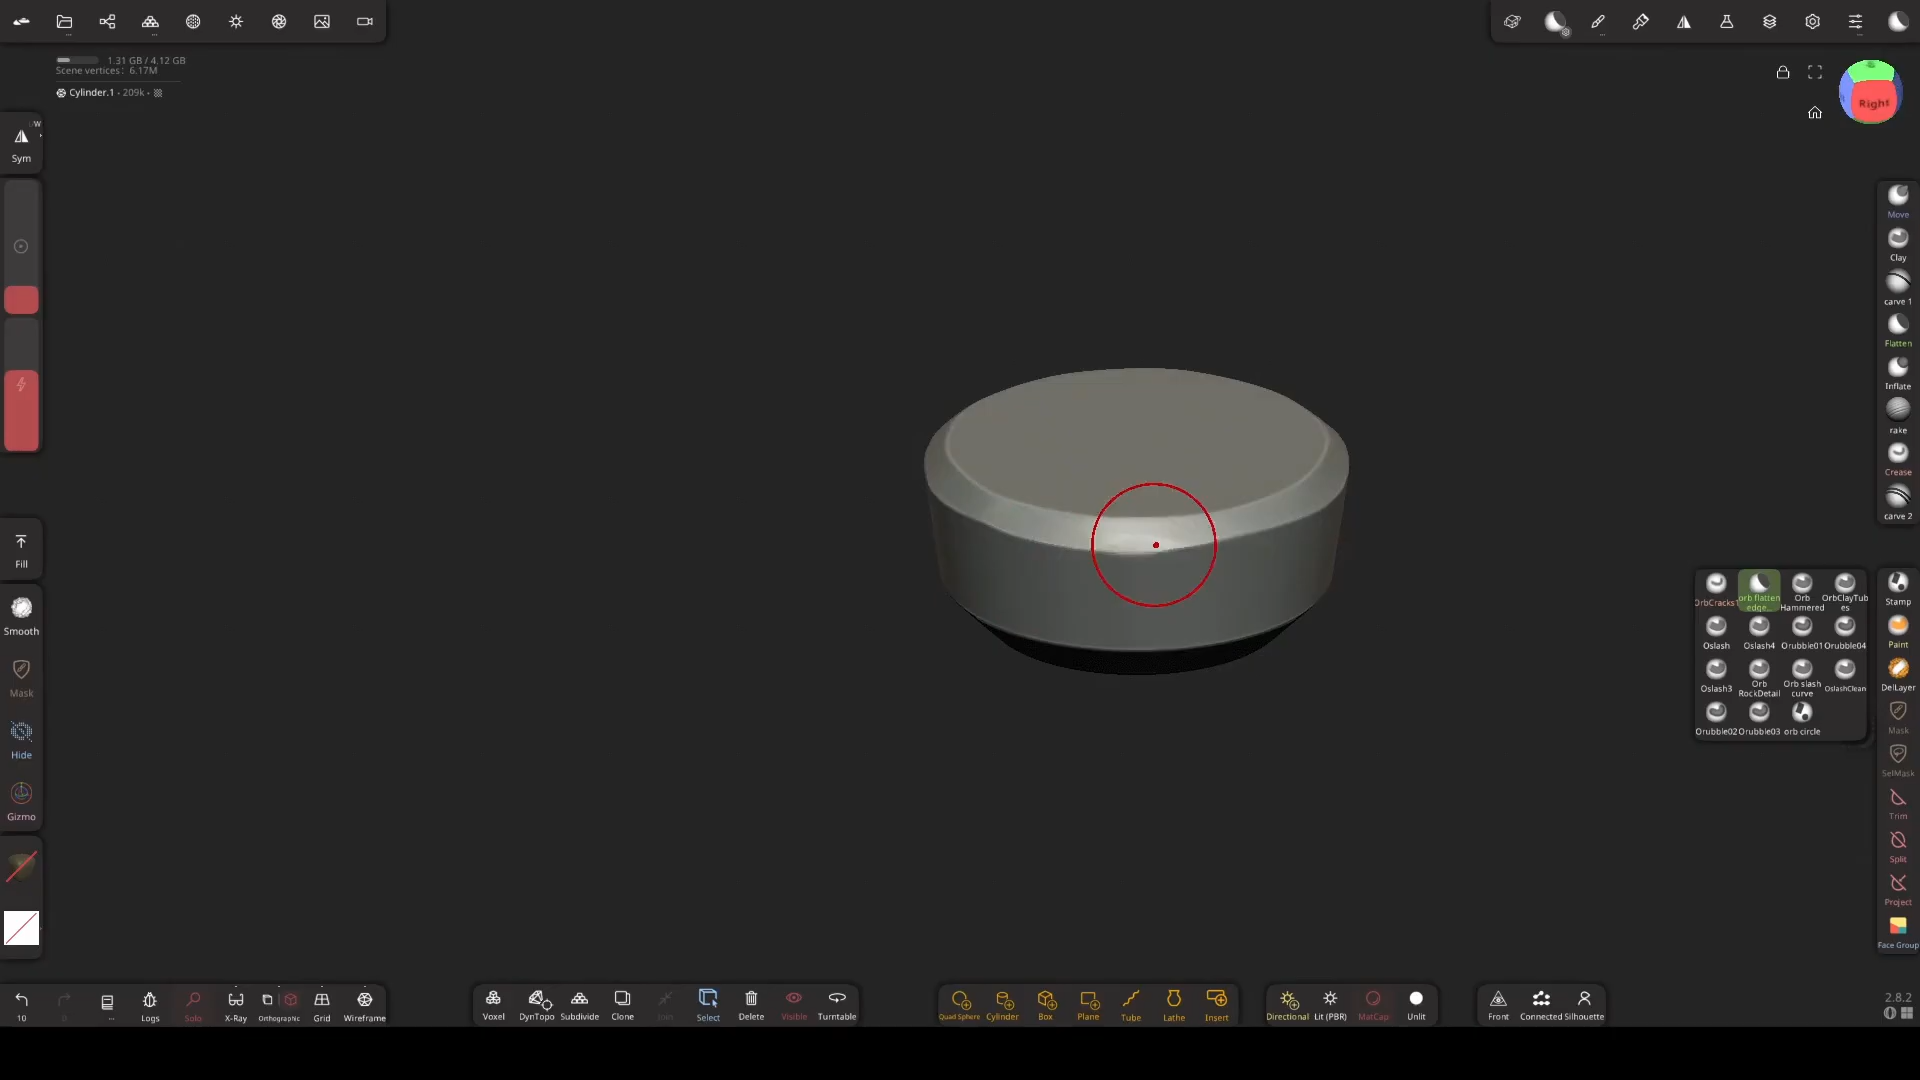 1.31 GB / 4.12 GB
Scene vertices: 6.17M
Cylinder.1 - 209k -
Right
Sym
Fill
Smooth
Mask
Hide
Gizmo
Move
Clay
carve 1
Flatten
Inflate
rake
Crease
carve 2
OrbCracks
orb flatten edge..
Orb Hammered
OrbClayTubes
Oslash
Oslash4
Orubble01
Orubble04
Oslash3
Orb RockDetail
Orb slash curve
OslashClean
Orubble02
Orubble03
orb circle
Stamp
Paint
DelLayer
Mask
SelMask
Trim
Split
Project
Face Group
10
0
Logs
Solo
X-Ray
Orthographic
Grid
Wireframe
Voxel
DynTopo
Subdivide
Clone
Join
Select
Delete
Visible
Turntable
Quad Sphere
Cylinder
Box
Plane
Tube
Lathe
Insert
Directional
Lit (PBR)
MatCap
Unlit
Front
Connected
Silhouette
2.8.2